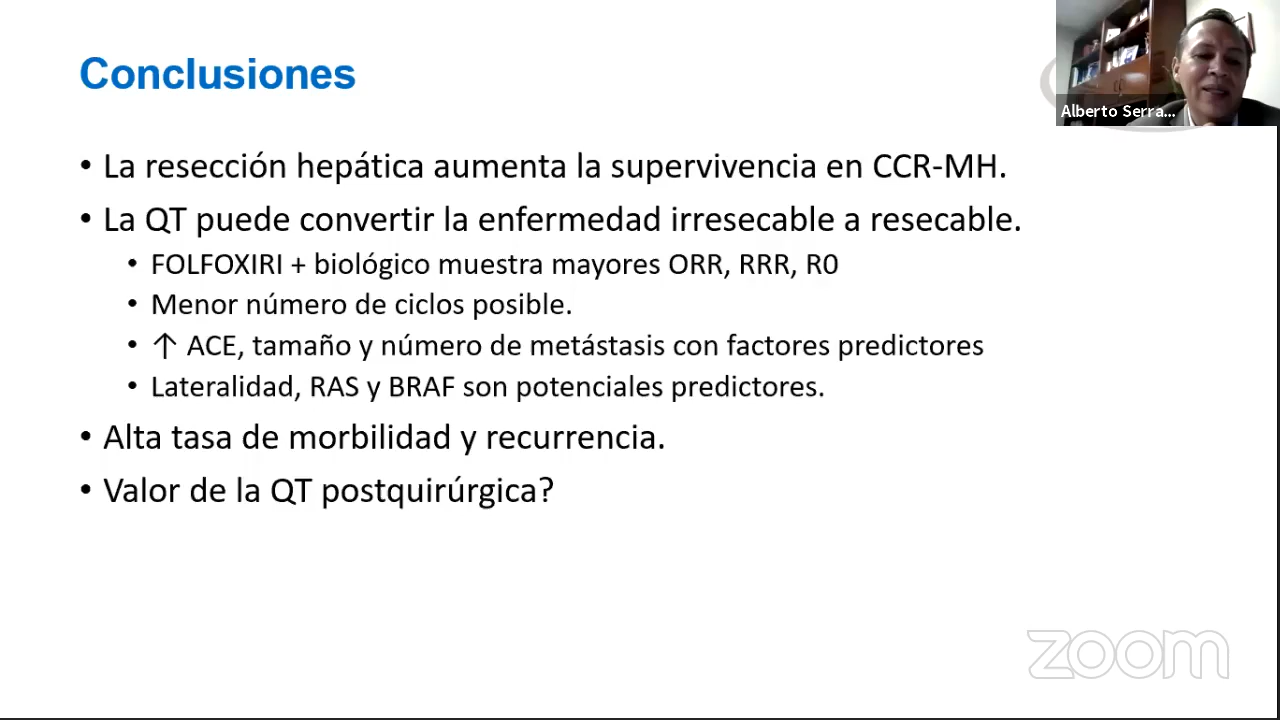 Conclusiones
Alberto Serra...
• La resección hepática aumenta la supervivencia en CCR-MH.
• La QT puede convertir la enfermedad irresecable a resecable.
• FOLFOXIRI + biológico muestra mayores ORR, RRR, R0
• Menor número de ciclos posible.
• ↑ ACE, tamaño y número de metástasis con factores predictores
• Lateralidad, RAS y BRAF son potenciales predictores.
• Alta tasa de morbilidad y recurrencia.
• Valor de la QT postquirúrgica?
zoom